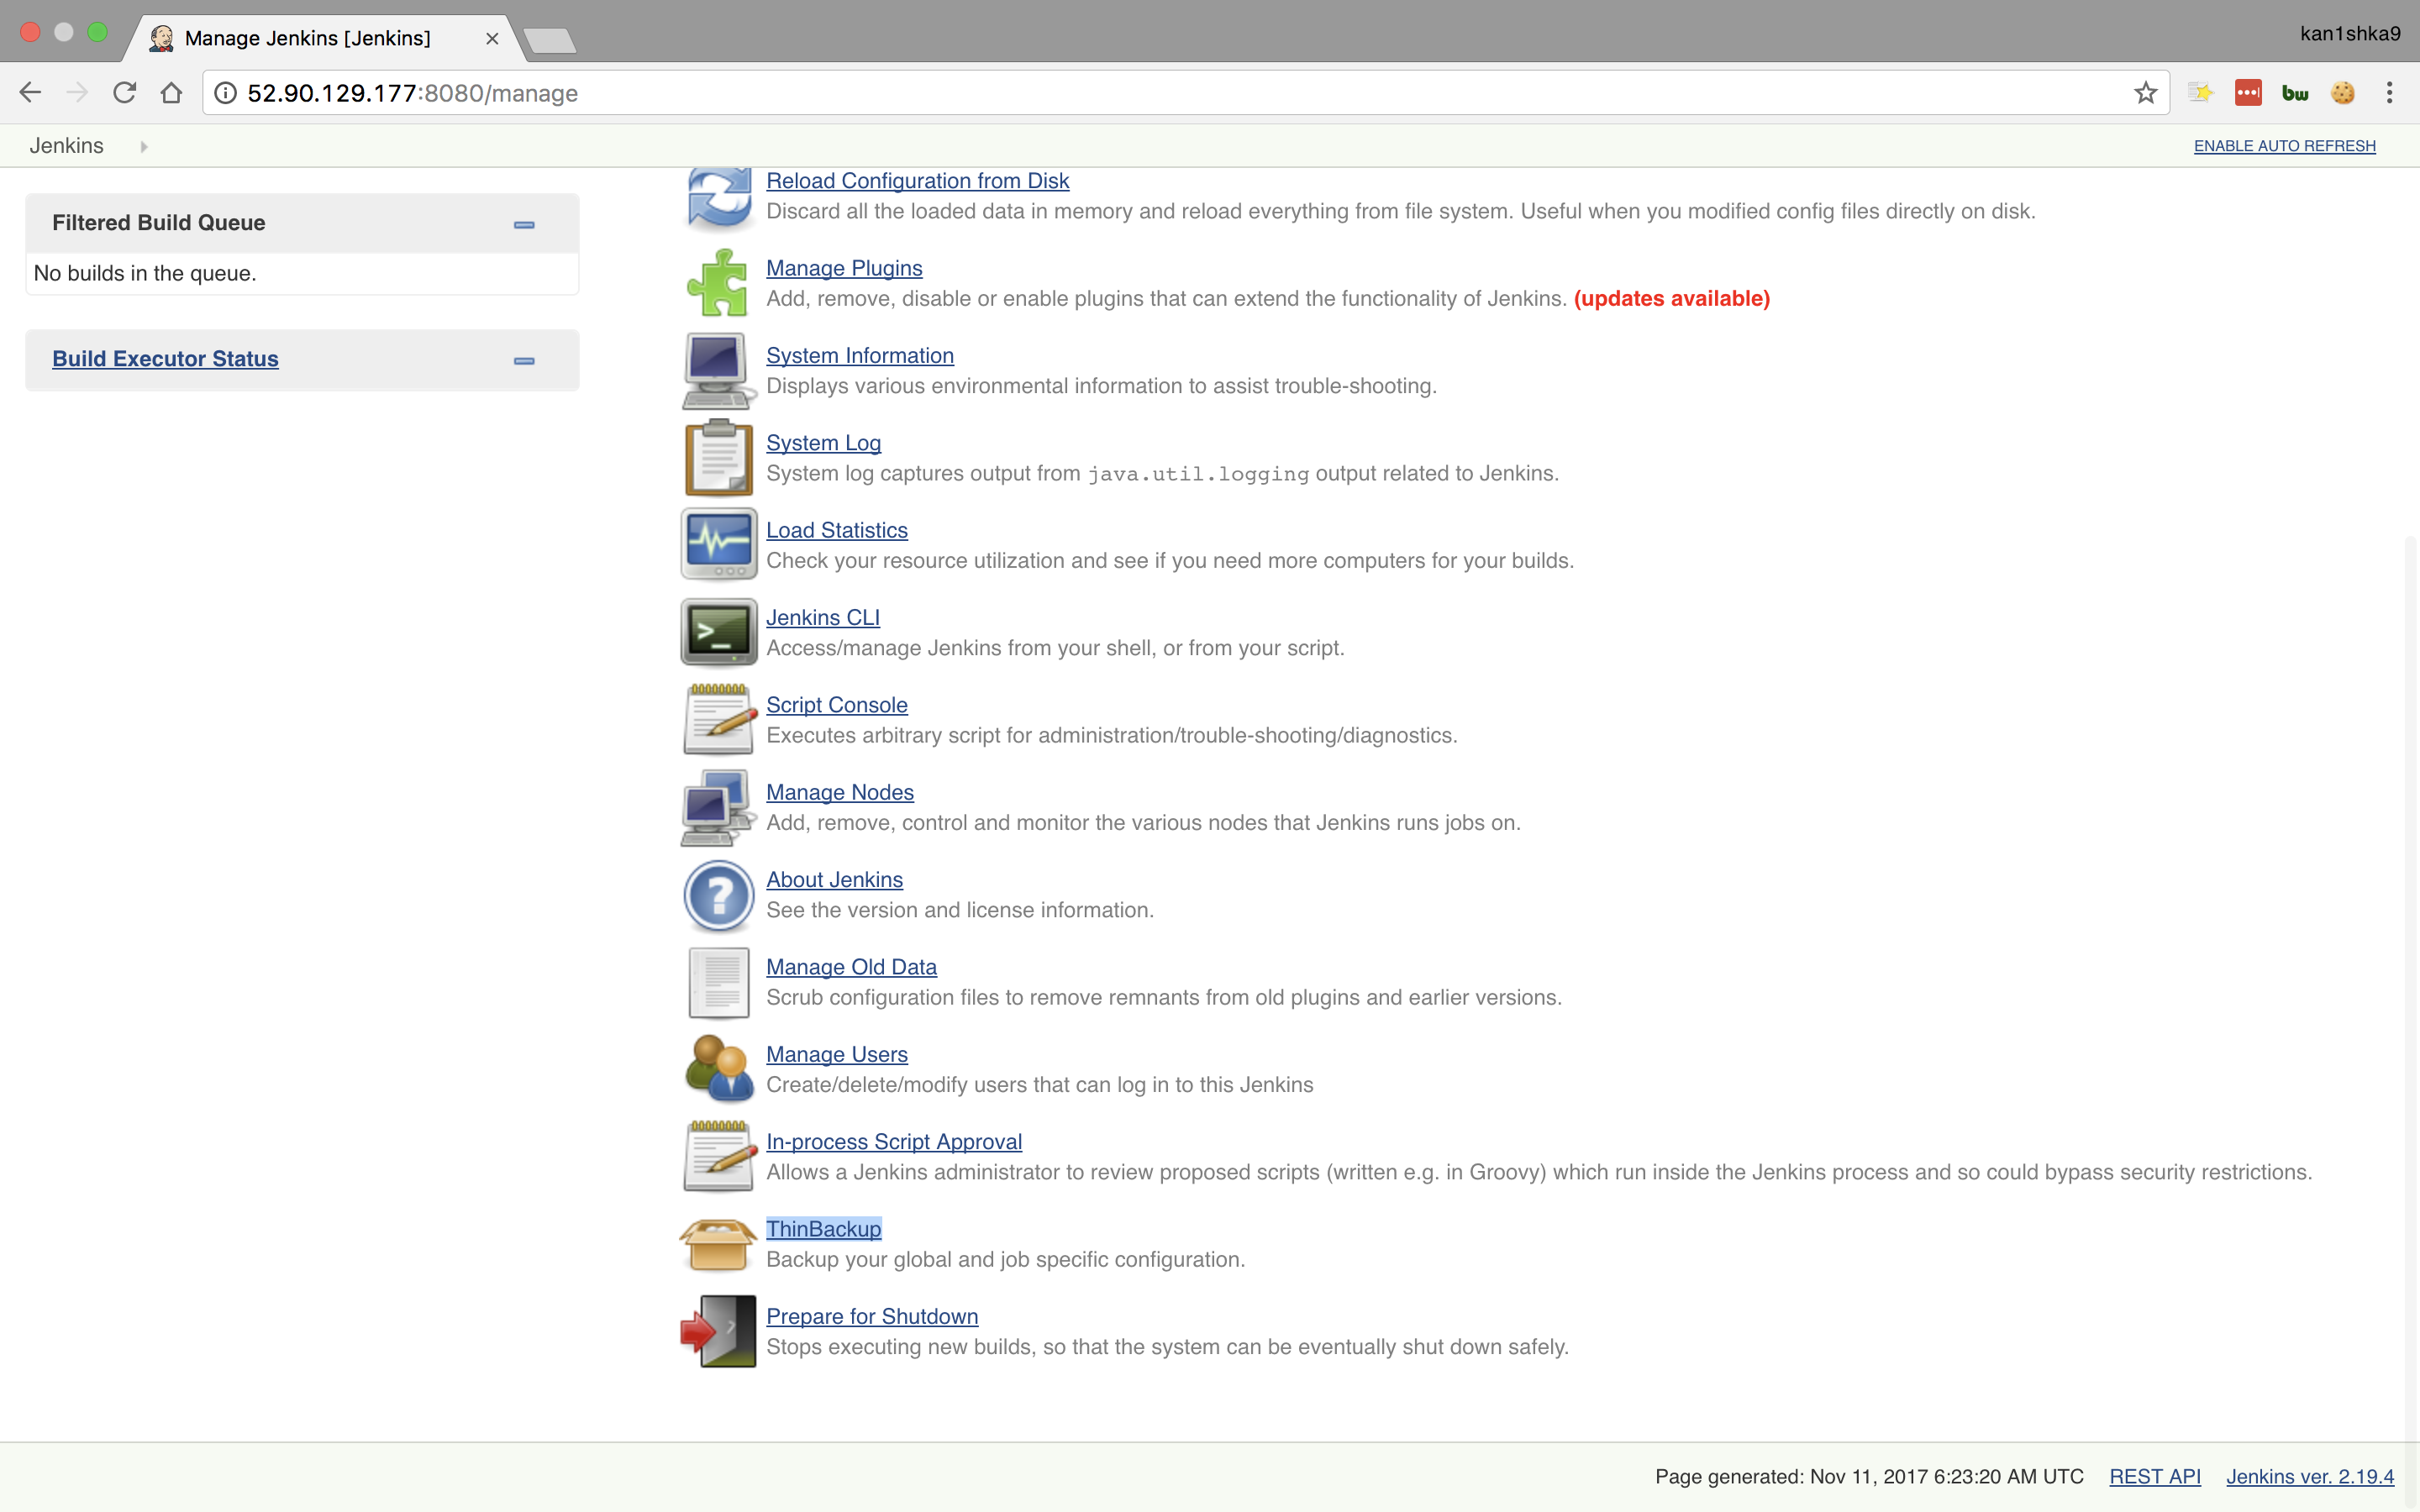 Manage Jenkins [Jenkins]
kan1shka9
52.90.129.177:8080/manage
bw
Jenkins
ENABLE AUTO REFRESH
Filtered Build Queue
No builds in the queue.
Build Executor Status
Reload Configuration from Disk
Discard all the loaded data in memory and reload everything from file system. Useful when you modified config files directly on disk.
Manage Plugins
Add, remove, disable or enable plugins that can extend the functionality of Jenkins. (updates available)
System Information
Displays various environmental information to assist trouble-shooting.
System Log
System log captures output from java.util.logging output related to Jenkins.
Load Statistics
Check your resource utilization and see if you need more computers for your builds.
Jenkins CLI
Access/manage Jenkins from your shell, or from your script.
Script Console
Executes arbitrary script for administration/trouble-shooting/diagnostics.
Manage Nodes
Add, remove, control and monitor the various nodes that Jenkins runs jobs on.
About Jenkins
See the version and license information.
Manage Old Data
Scrub configuration files to remove remnants from old plugins and earlier versions.
Manage Users
Create/delete/modify users that can log in to this Jenkins
In-process Script Approval
Allows a Jenkins administrator to review proposed scripts (written e.g. in Groovy) which run inside the Jenkins process and so could bypass security restrictions.
ThinBackup
Backup your global and job specific configuration.
Prepare for Shutdown
Stops executing new builds, so that the system can be eventually shut down safely.
Page generated: Nov 11, 2017 6:23:20 AM UTC REST API Jenkins ver. 2.19.4